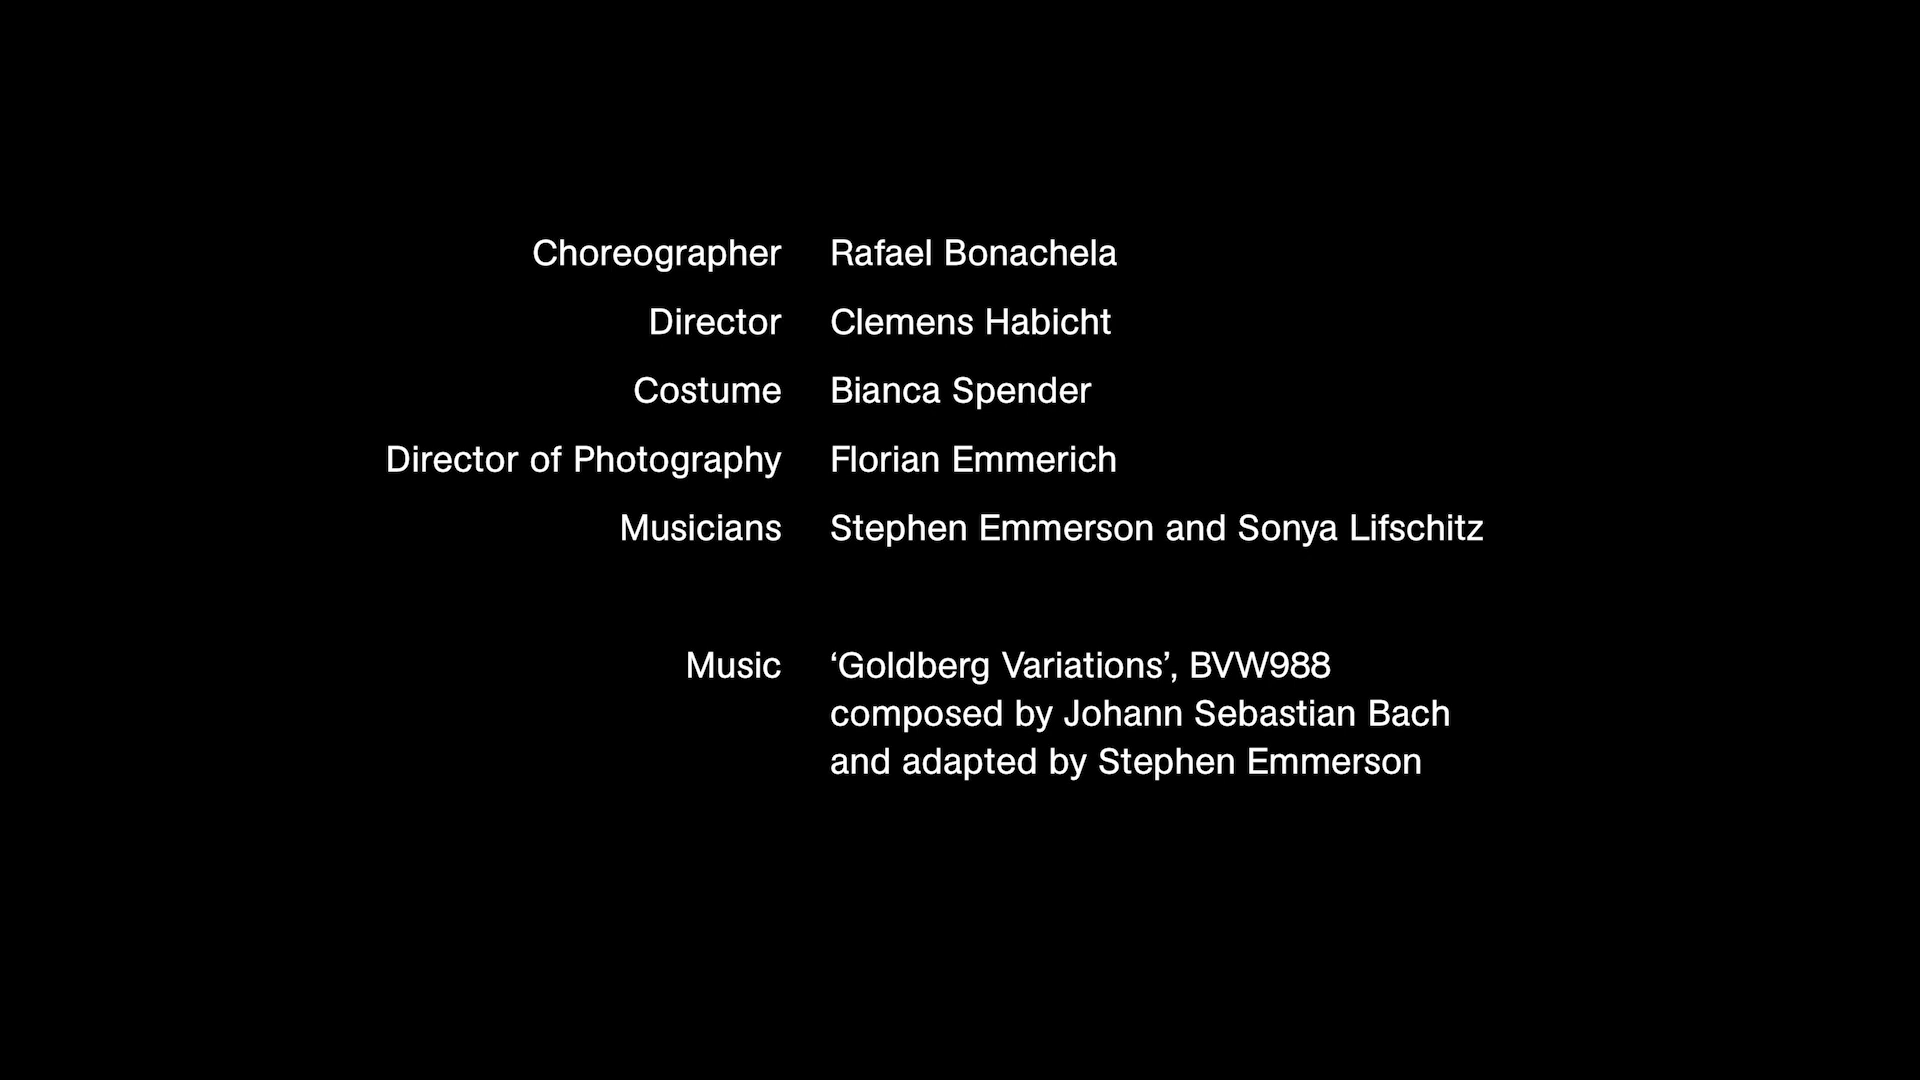 Choreographer Rafael Bonachela
Director Clemens Habicht
Costume Bianca Spender
Director of Photography Florian Emmerich
Musicians Stephen Emmerson and Sonya Lifschitz
Music ‘Goldberg Variations’, BVW988
composed by Johann Sebastian Bach
and adapted by Stephen Emmerson